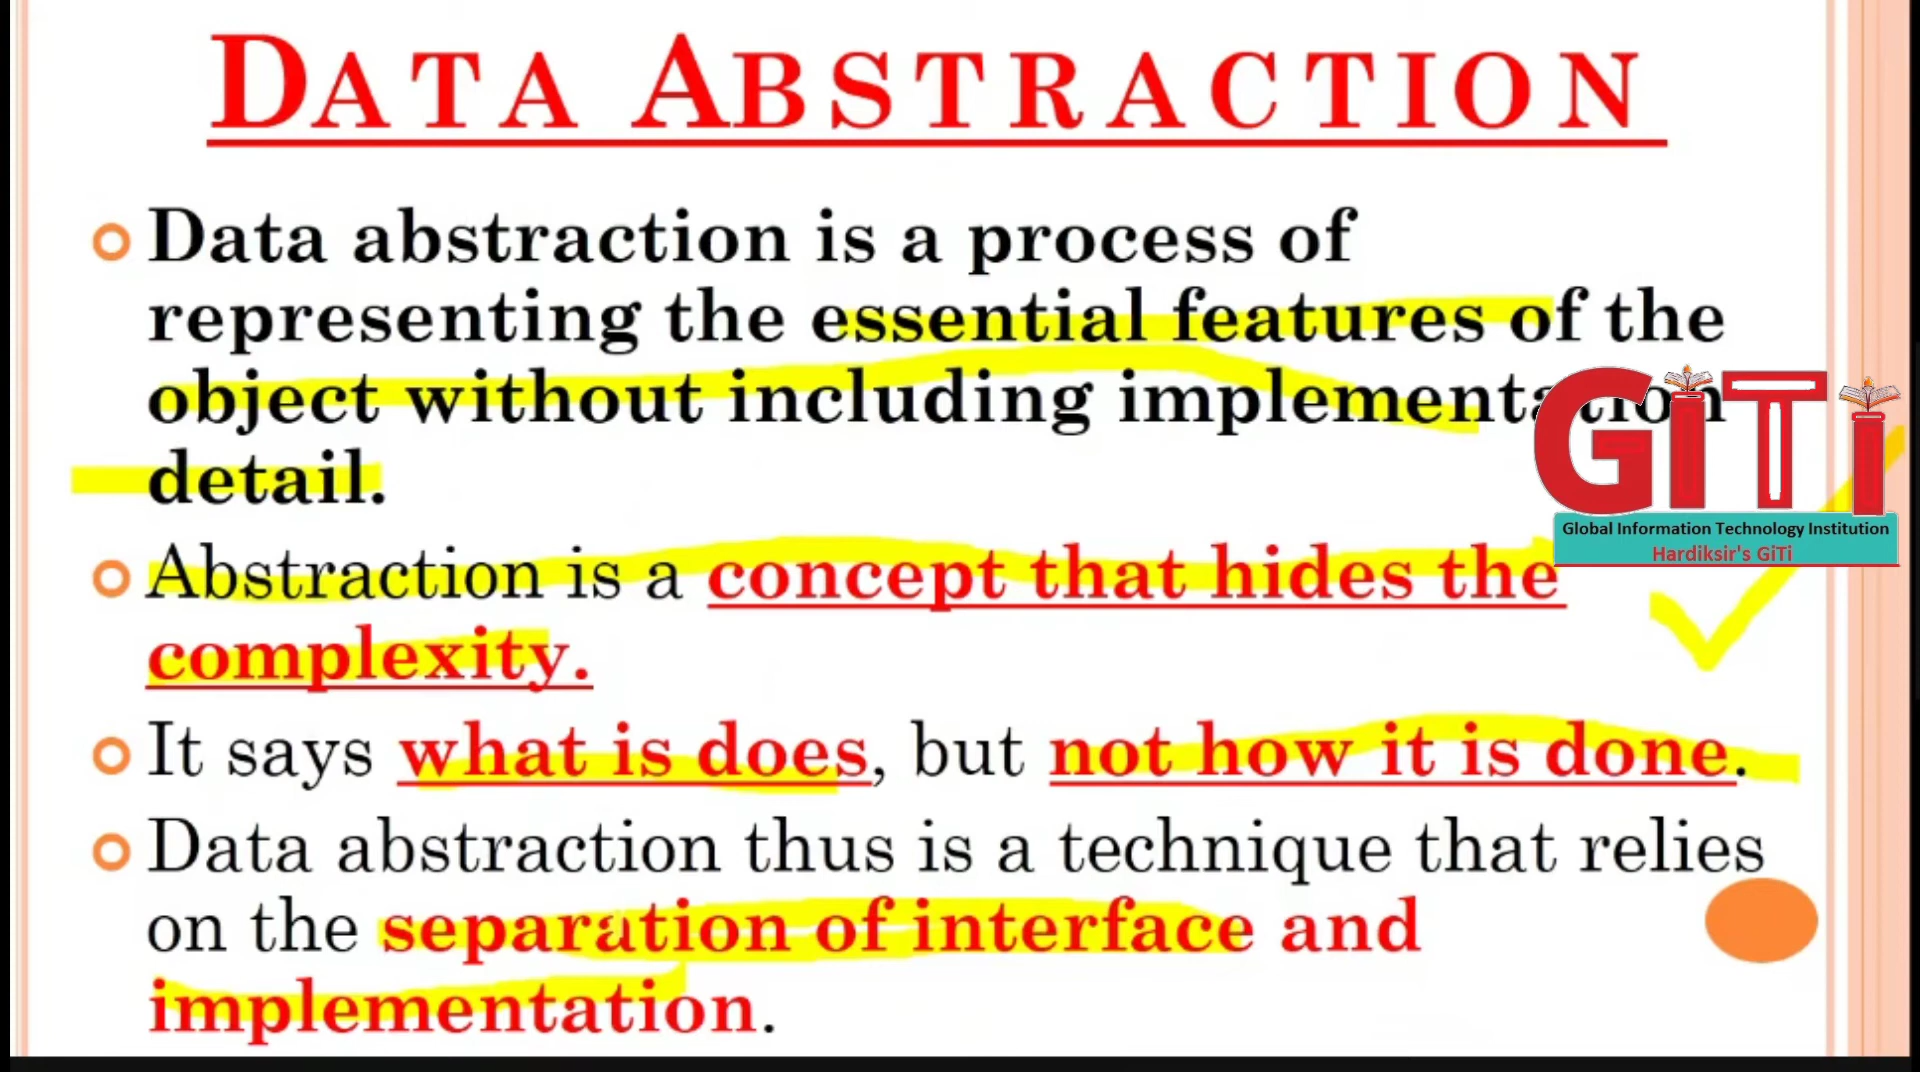 DATA ABSTRACTION
Data abstraction is a process of
representing the essential features of the
object without including implementation
detail.
Abstraction is a concept that hides the
complexity.
It says what is does, but not how it is done.
Data abstraction thus is a technique that relies
on the separation of interface and
implementation.
GiTi
Global Information Technology Institution
Hardiksir's GiTi